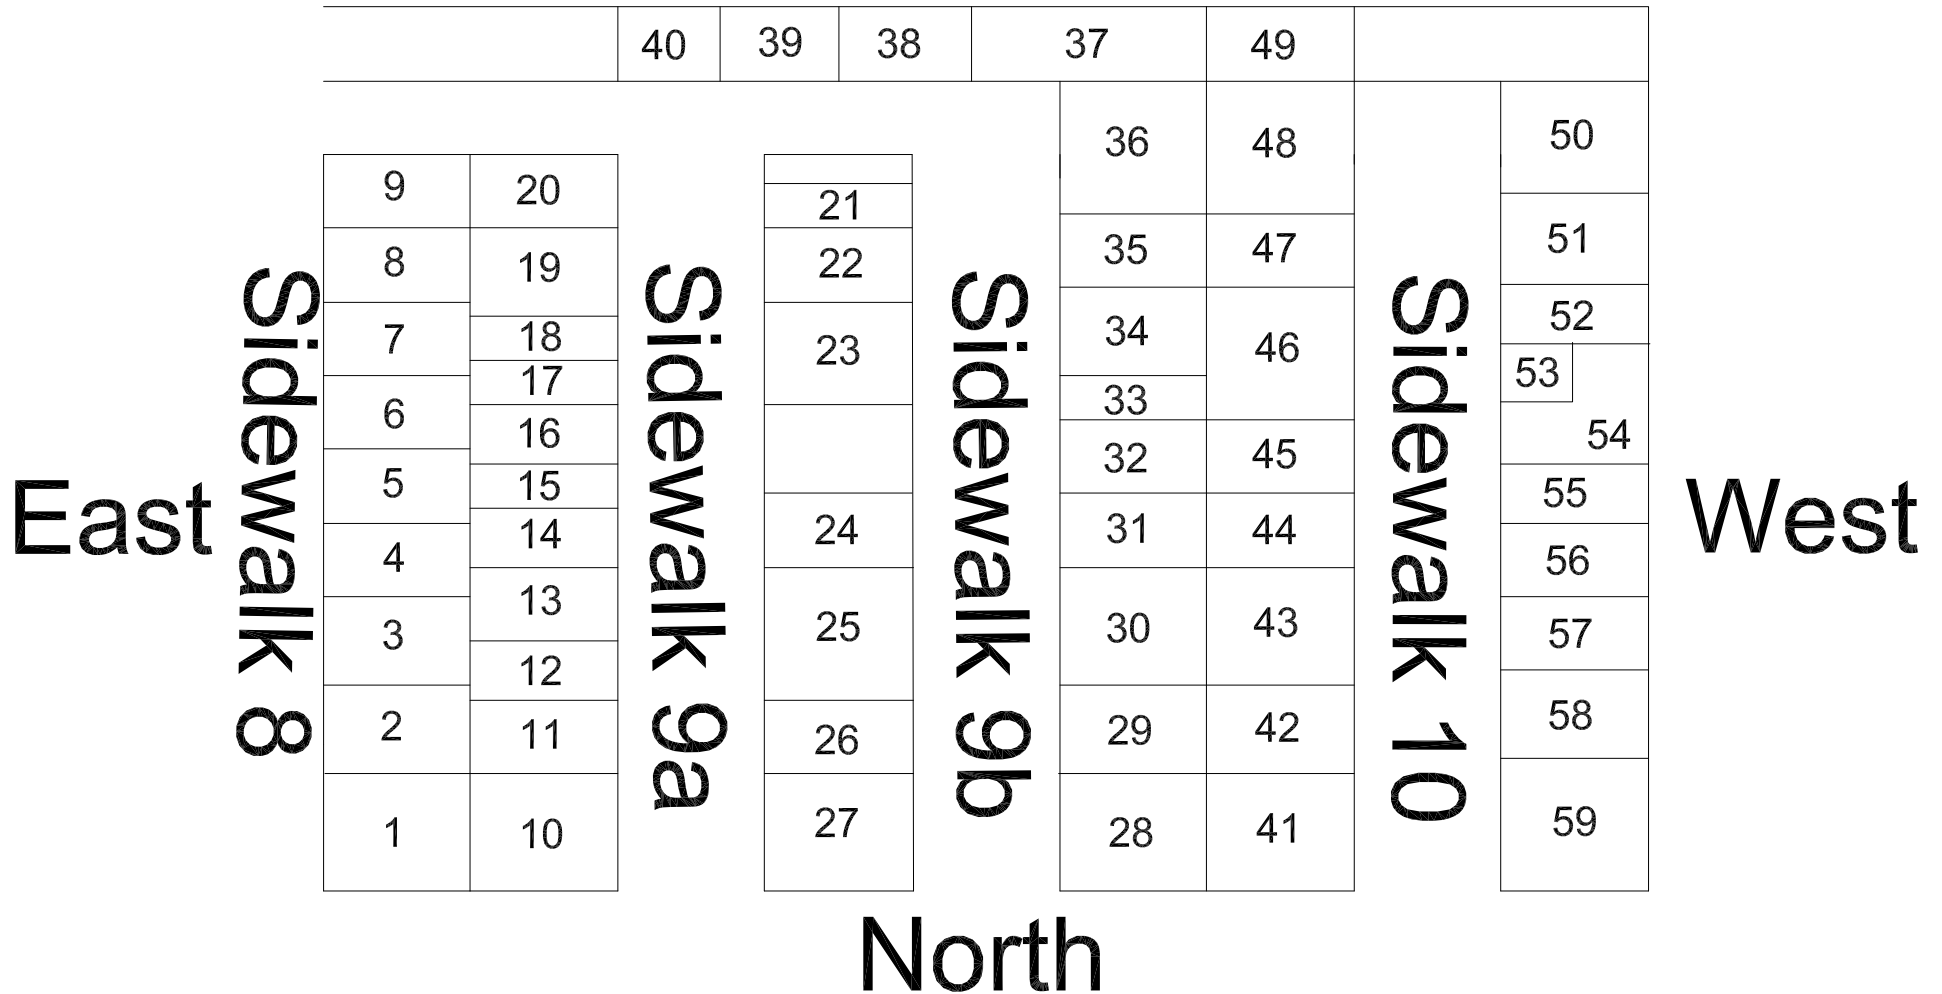 40 39 38 37 49
36 48 50
9 20 21
8 19 22 35 47 51
7 18 23 34 46 52
17 33 53
6 16 32 45 54
5 15 55
4 14 24 31 44 56
3 13 25 30 43 57
12
2 11 26 29 42 58
1 10 27 28 41 59
Sidewalk 8
Sidewalk 9a
Sidewalk 9b
Sidewalk 10
East
West
North